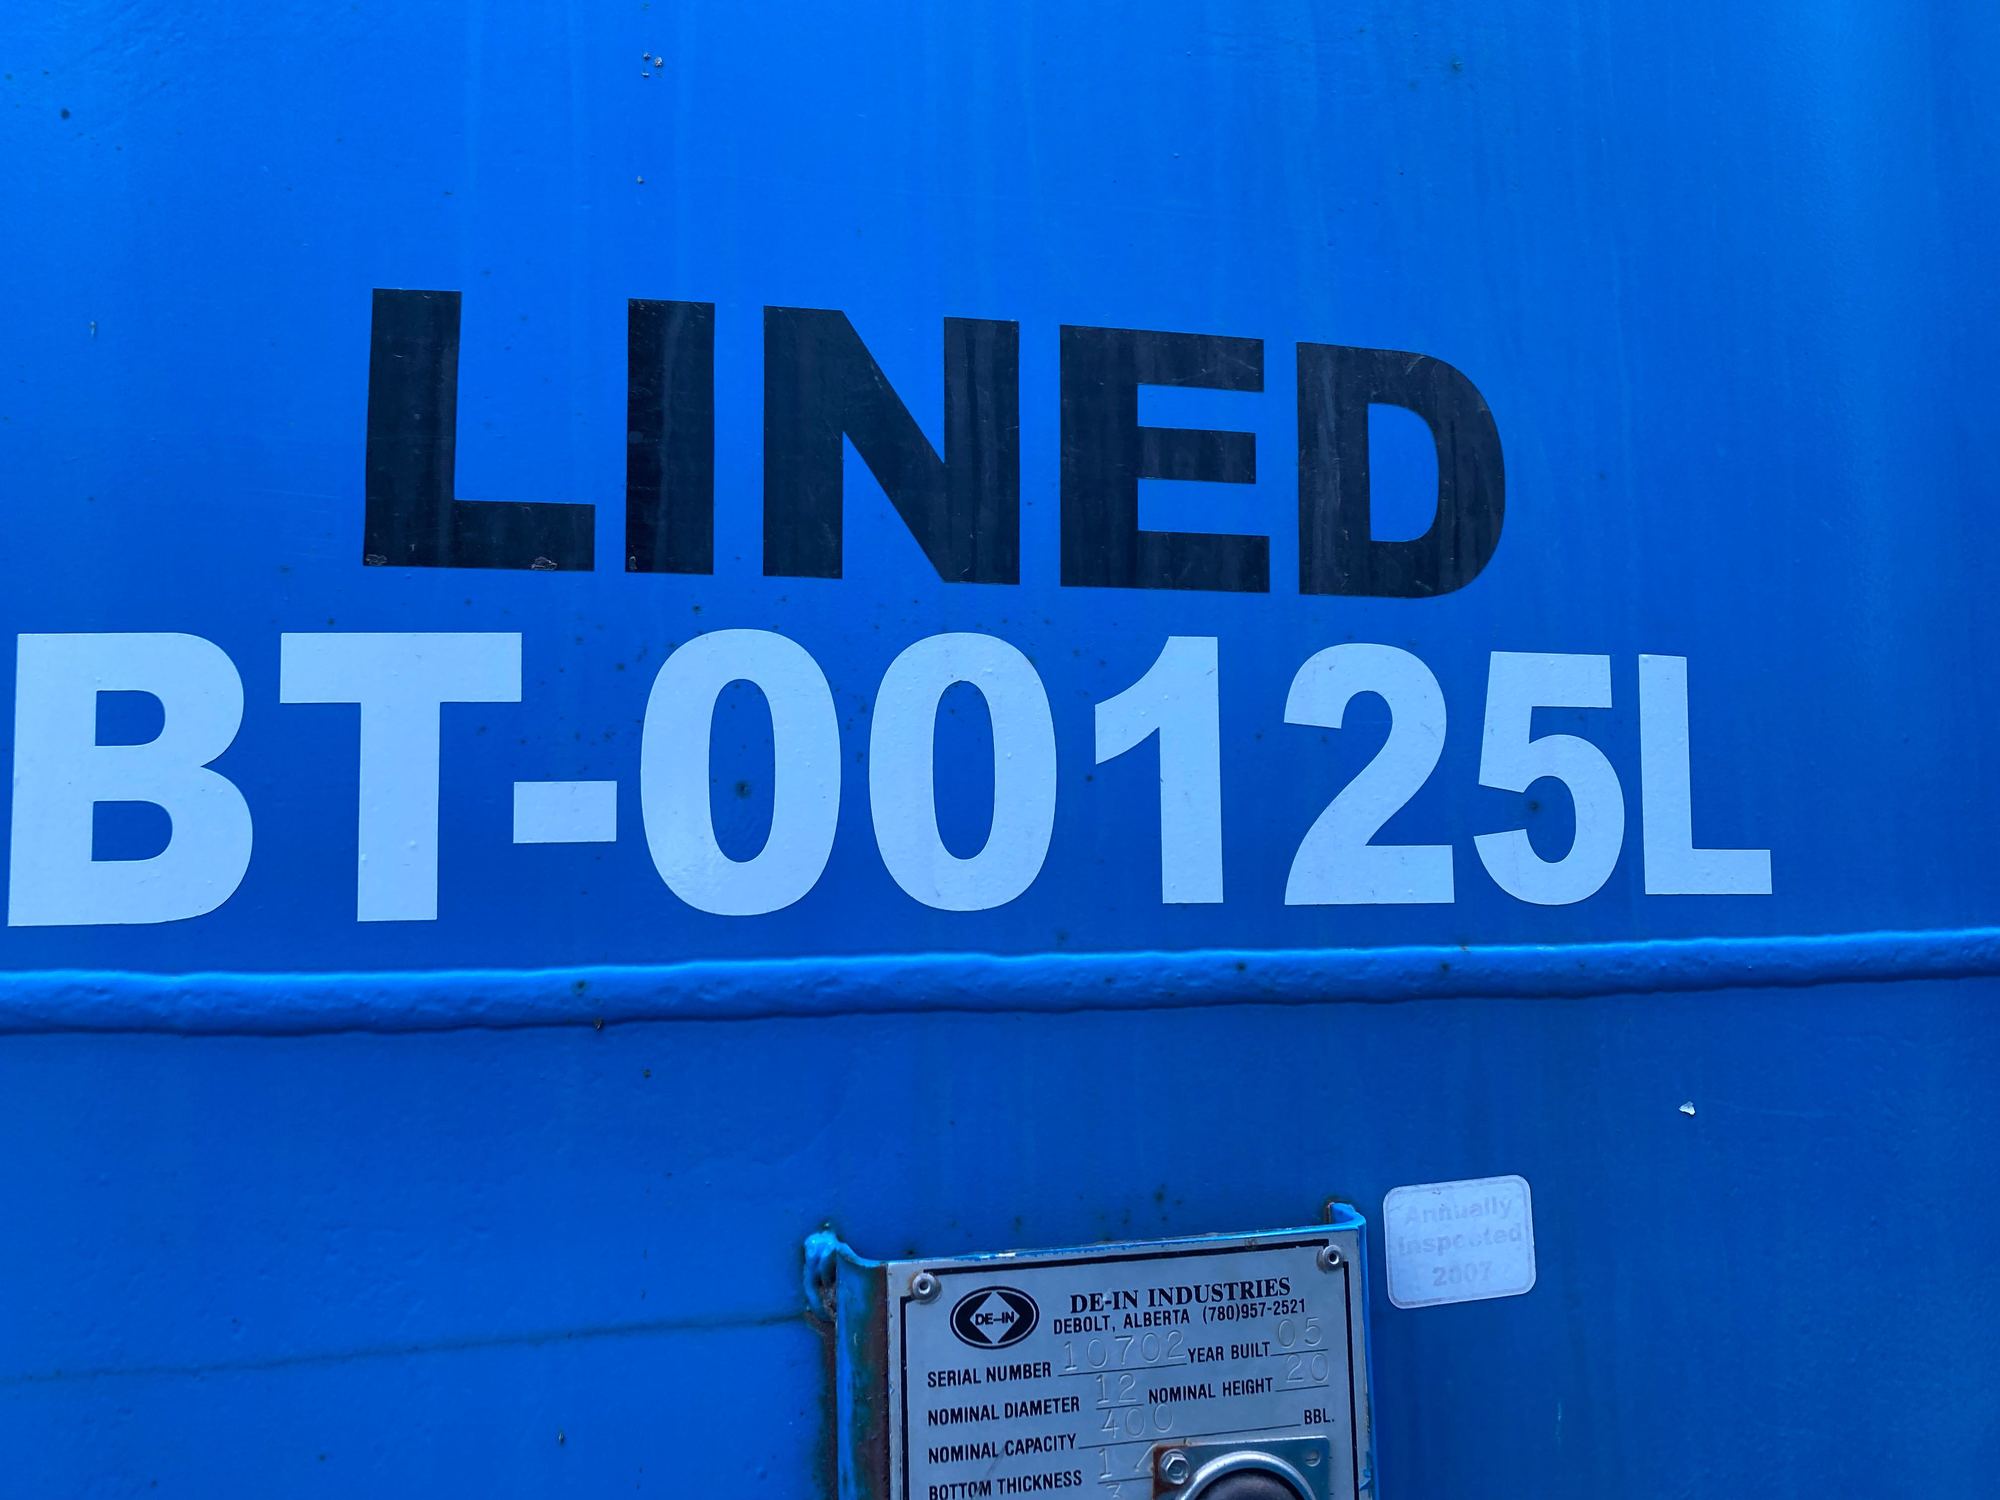 LINED
BT-00125L
Annually
Inspected
2007
DE-IN
DE-IN INDUSTRIES
DEBOLT, ALBERTA (780)957-2521
SERIAL NUMBER 10702 YEAR BUILT 05
NOMINAL DIAMETER 12 NOMINAL HEIGHT 20
NOMINAL CAPACITY 400 BBL.
BOTTOM THICKNESS